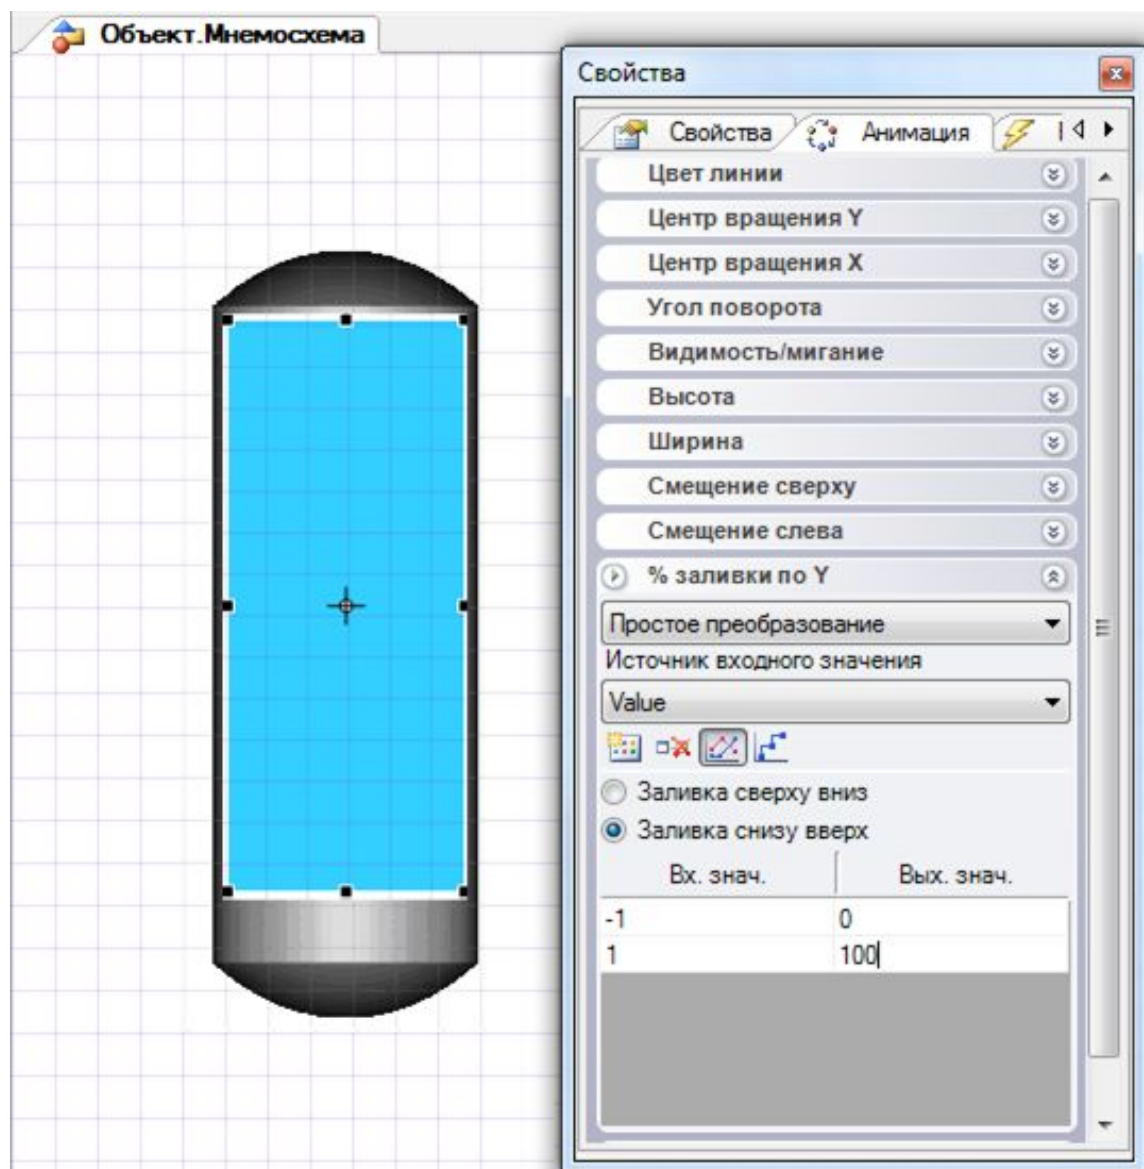 Объект.Мнемосхема
Свойства
Свойства Анимация
Цвет линии
Центр вращения Y
Центр вращения X
Угол поворота
Видимость/мигание
Высота
Ширина
Смещение сверху
Смещение слева
% заливки по Y
Простое преобразование
Источник входного значения
Value
Заливка сверху вниз
Заливка снизу вверх
Вх. знач. Вых. знач.
-1 0
1 100